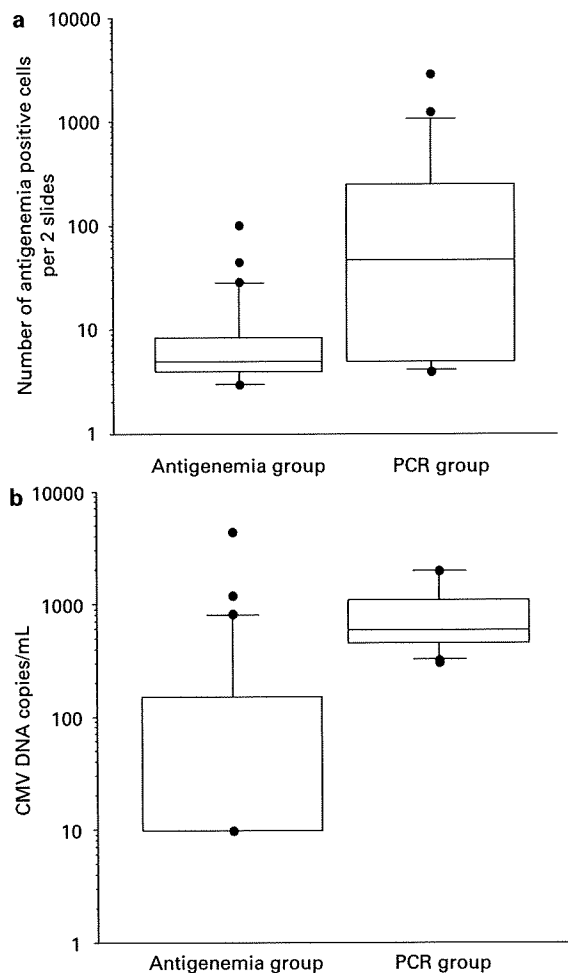 a
Number of antigenemia positive cells
per 2 slides
10000
1000
100
10
1
Antigenemia group
PCR group
b
CMV DNA copies/mL
10000
1000
100
10
1
Antigenemia group
PCR group